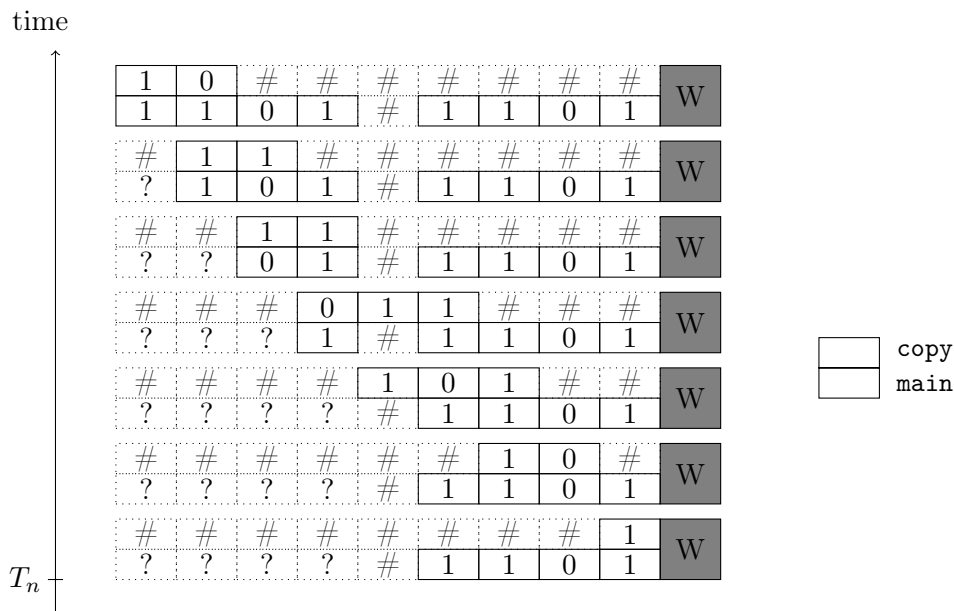 time
1 0 # # # # # # #
1 1 0 1 # 1 1 0 1 W
# 1 1 # # # # # #
? 1 0 1 # 1 1 0 1 W
# # 1 1 # # # # #
? ? 0 1 # 1 1 0 1 W
# # # 0 1 1 # # #
? ? ? 1 # 1 1 0 1 W
# # # # 1 0 1 # #
? ? ? ? # 1 1 0 1 W
# # # # # # 1 0 #
? ? ? ? # 1 1 0 1 W
# # # # # # # # 1
? ? ? ? # 1 1 0 1 W
T_n
copy
main